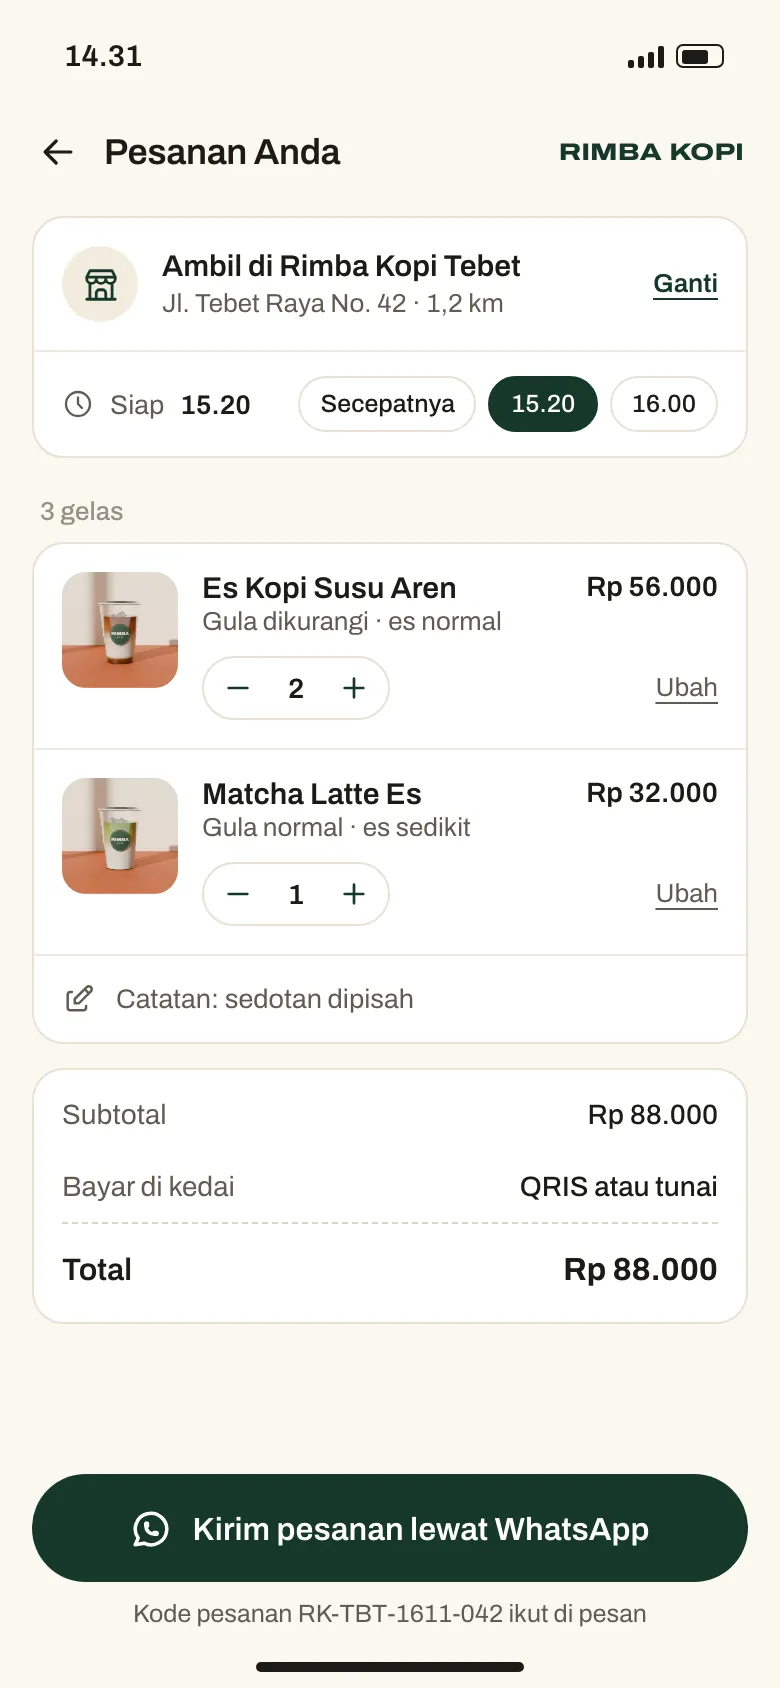 14.31
Pesanan Anda
RIMBA KOPI
Ambil di Rimba Kopi Tebet
Jl. Tebet Raya No. 42 · 1,2 km
Ganti
Siap 15.20
Secepatnya
15.20
16.00
3 gelas
RIMBA
Es Kopi Susu Aren
Rp 56.000
Gula dikurangi · es normal
2
Ubah
RIMBA
Matcha Latte Es
Rp 32.000
Gula normal · es sedikit
1
Ubah
Catatan: sedotan dipisah
Subtotal
Rp 88.000
Bayar di kedai
QRIS atau tunai
Total
Rp 88.000
Kirim pesanan lewat WhatsApp
Kode pesanan RK-TBT-1611-042 ikut di pesan